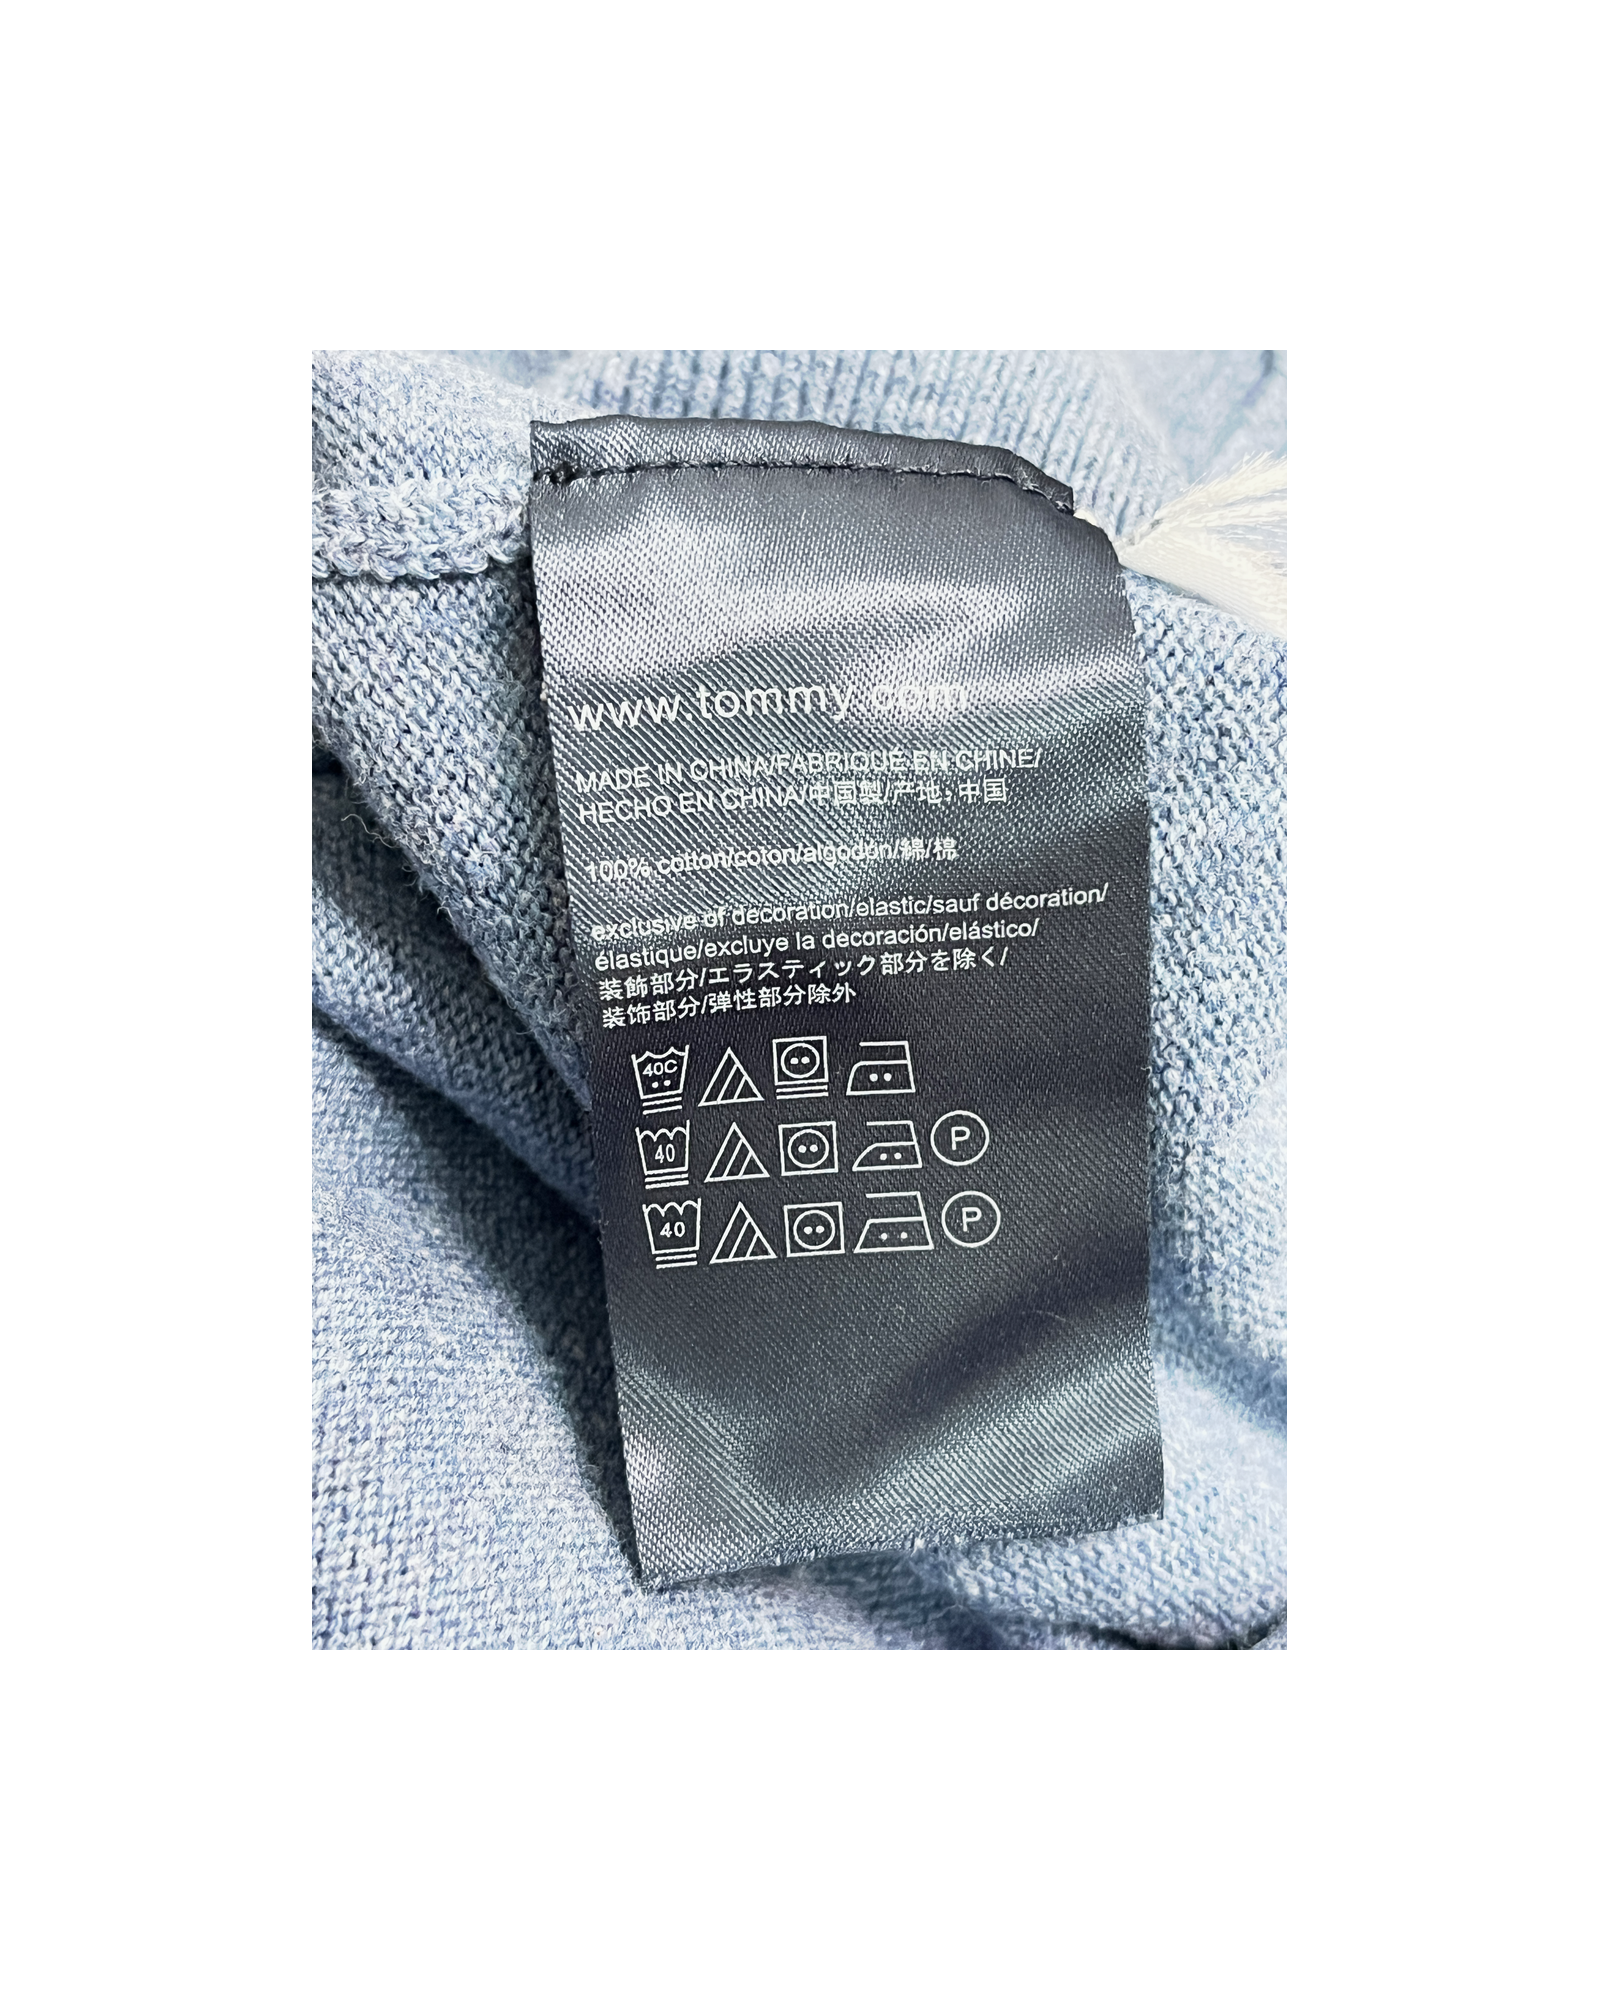 www.tommy.com
MADE IN CHINA/FABRIQUÉ EN CHINE/
HECHO EN CHINA/中国製/产地:中国
100% cotton/coton/algodón/綿/棉
exclusive of decoration/elastic/sauf décoration/
élastique/excluye la decoración/elástico/
装飾部分/エラスティック部分を除く/
装饰部分/弹性部分除外
40C
40 P
40 P